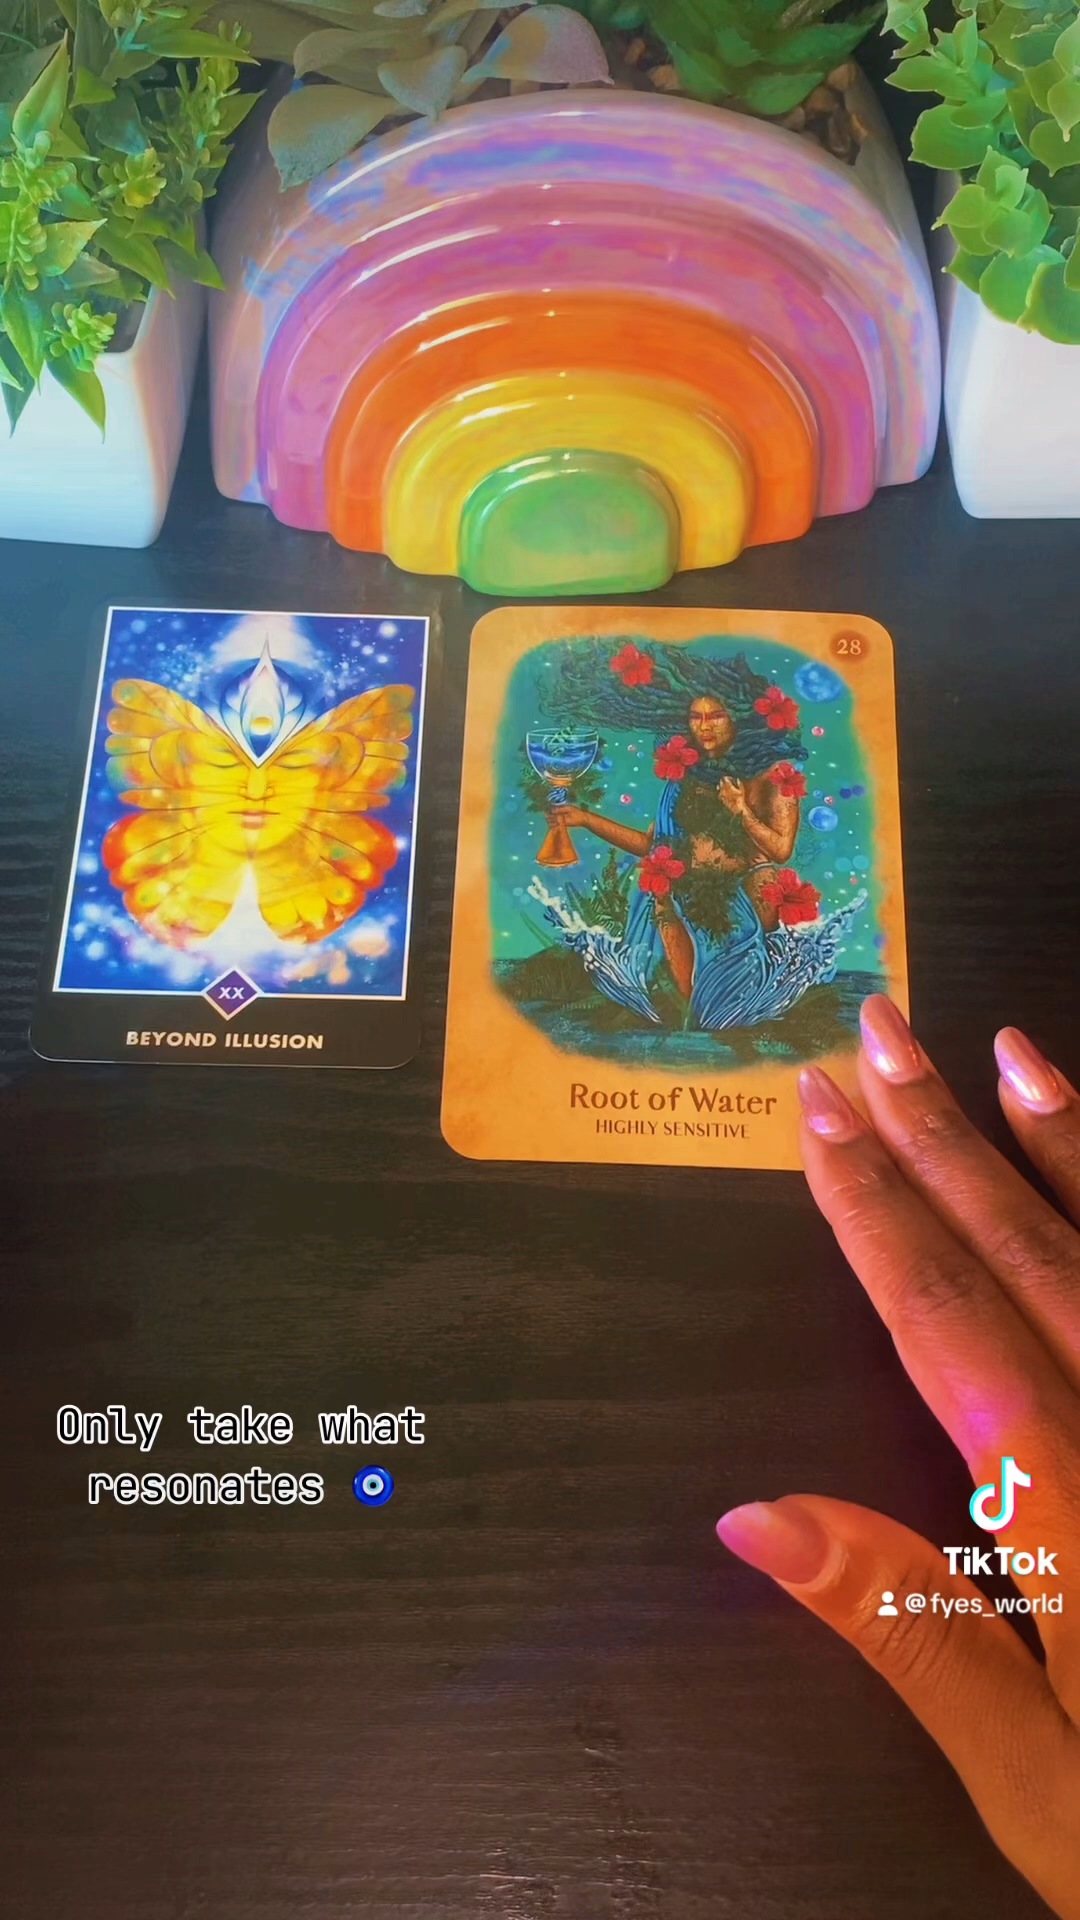 28
XX
BEYOND ILLUSION
Root of Water
HIGHLY SENSITIVE
Only take what
resonates 🧿
TikTok
@fyes_world